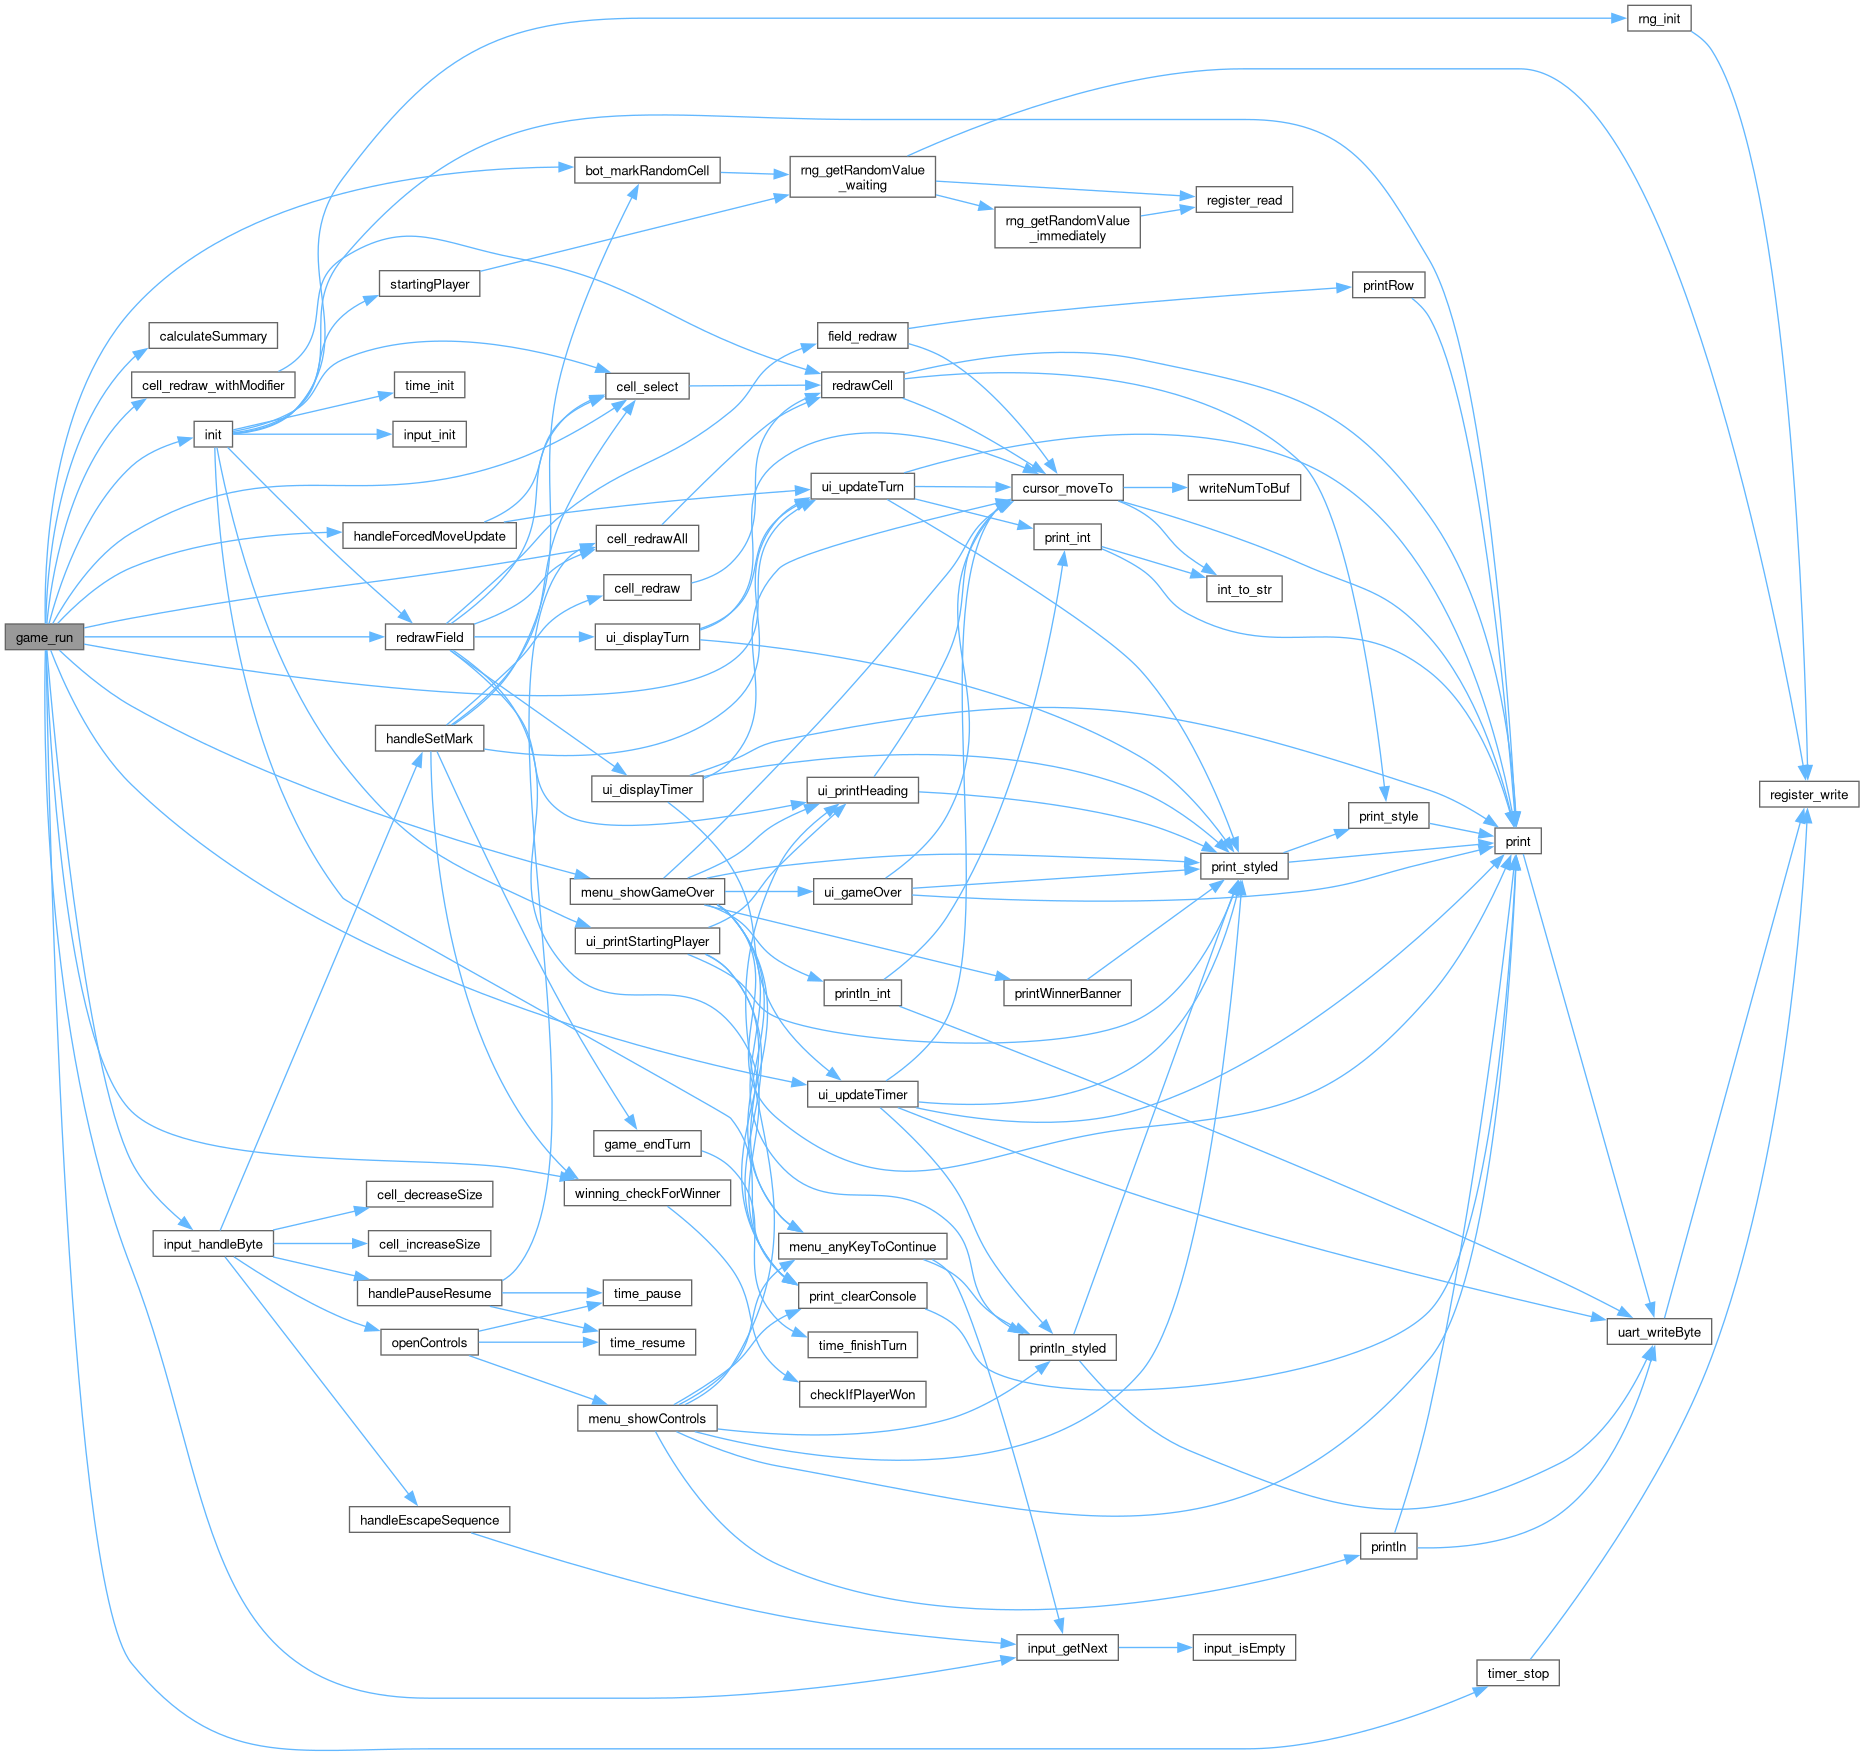 rng_init
bot_markRandomCell
rng_getRandomValue
_waiting
register_read
rng_getRandomValue
_immediately
startingPlayer
printRow
calculateSummary
field_redraw
cell_redraw_withModifier
time_init
cell_select
redrawCell
init
input_init
ui_updateTurn
cursor_moveTo
writeNumToBuf
handleForcedMoveUpdate
cell_redrawAll
print_int
cell_redraw
int_to_str
game_run
redrawField
ui_displayTurn
handleSetMark
ui_displayTimer
ui_printHeading
register_write
print_style
print
print_styled
menu_showGameOver
ui_gameOver
ui_printStartingPlayer
println_int
printWinnerBanner
ui_updateTimer
game_endTurn
cell_decreaseSize
winning_checkForWinner
input_handleByte
cell_increaseSize
menu_anyKeyToContinue
handlePauseResume
time_pause
print_clearConsole
uart_writeByte
openControls
time_resume
time_finishTurn
println_styled
checkIfPlayerWon
menu_showControls
handleEscapeSequence
println
input_getNext
input_isEmpty
timer_stop